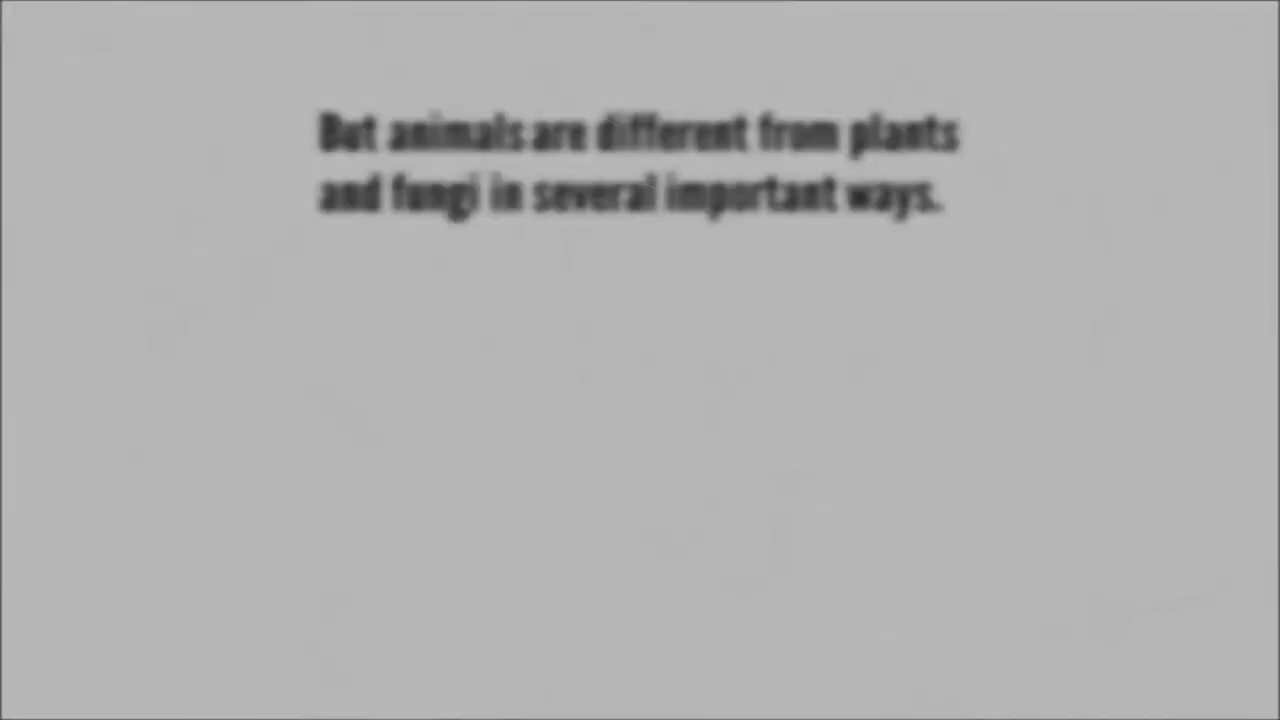 But animals are different from plants
and fungi in several important ways.